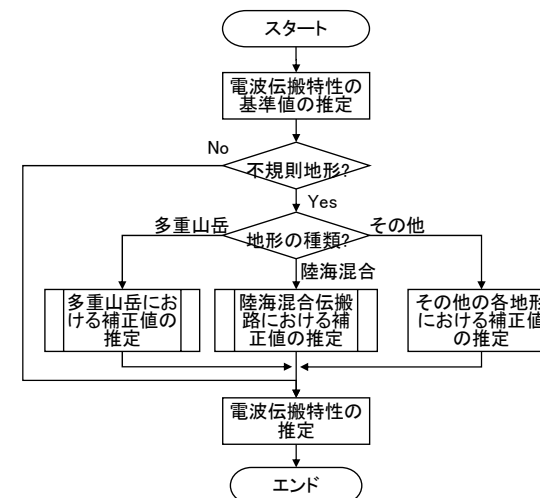 スタート
電波伝搬特性の
基準値の推定
No
不規則地形?
Yes
多重山岳
地形の種類?
その他
陸海混合
多重山岳にお
ける補正値の
推定
陸海混合伝搬
路における補
正値の推定
その他の各地形
における補正値
の推定
電波伝搬特性の
推定
エンド